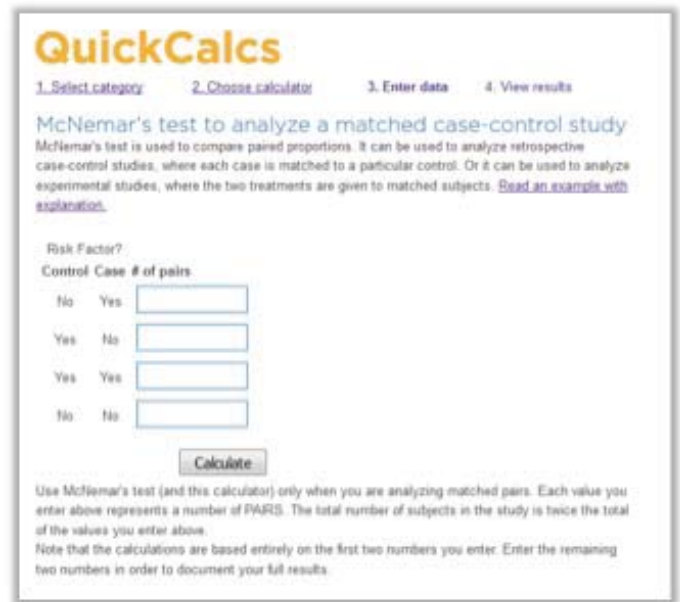 QuickCalcs
1. Select category 2. Choose calculator 3. Enter data 4. View results
McNemar's test to analyze a matched case-control study
McNemar's test is used to compare paired proportions. It can be used to analyze retrospective
case-control studies, where each case is matched to a particular control. Or it can be used to analyze
experimental studies, where the two treatments are given to matched subjects. Read an example with
explanation.
Risk Factor?
Control Case # of pairs
No Yes
Yes No
Yes Yes
No No
Calculate
Use McNemar's test (and this calculator) only when you are analyzing matched pairs. Each value you
enter above represents a number of PAIRS. The total number of subjects in the study is twice the total
of the values you enter above.
Note that the calculations are based entirely on the first two numbers you enter. Enter the remaining
two numbers in order to document your full results.